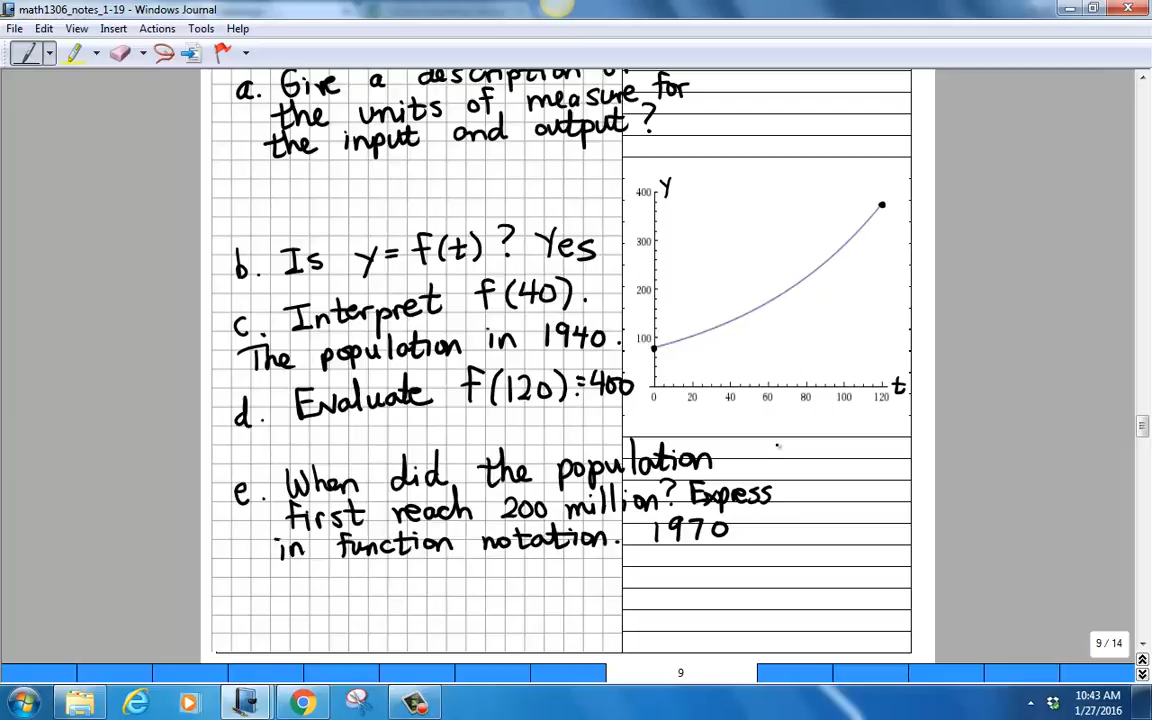 math1306_notes_1-19 - Windows Journal
File Edit View Insert Actions Tools Help
a. Give a description
the units of measure for
the input and output?
b. Is y = f(t)? Yes
c. Interpret f(40).
The population in 1940.
d. Evaluate f(120)=400
e. When did the population
first reach 200 million? Express
in function notation. 1970
y
400
300
200
100
0 20 40 60 80 100 120
t
9 / 14
9
10:43 AM
1/27/2016